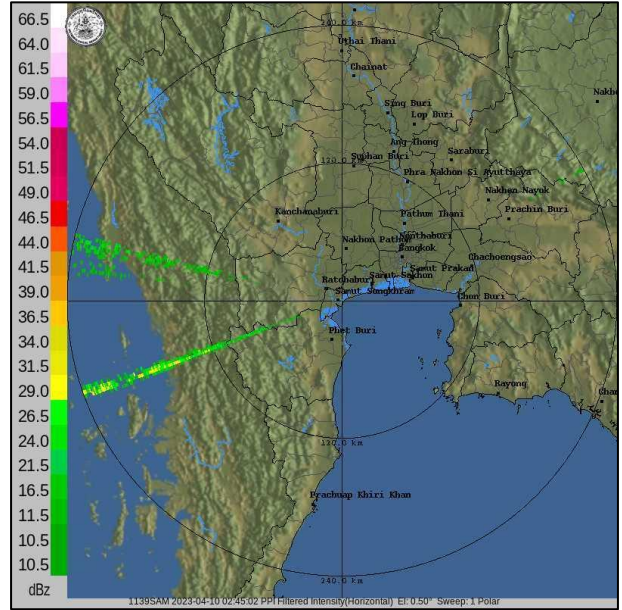 66.5
64.0
61.5
59.0
56.5
54.0
51.5
49.0
46.5
44.0
41.5
39.0
36.5
34.0
31.5
29.0
26.5
24.0
21.5
16.5
15.5
10.5
dBz
240.0 km
Uthai Thani
Chainat
Nakho
Sing Buri
Lop Buri
Ang Thong
Saraburi
120.0 km
Suphan Buri
Phra Nakhon Si Ayutthaya
Nakhon Nayok
Prachin Buri
Kanchanaburi
Pathum Thani
Nonthaburi
Nakhon Pathom
Bangkok
Chachoengsao
Samut Prakan
Samut Sakhon
Ratchaburi
Samut Songkhram
Chon Buri
Phet Buri
Rayong
Chan
120.0 km
Prachuap Khiri Khan
240.0 km
1139SAM 2023-04-10 02:45:02 PPI Filtered Intensity(Horizontal) El: 0.50° Sweep: 1 Polar